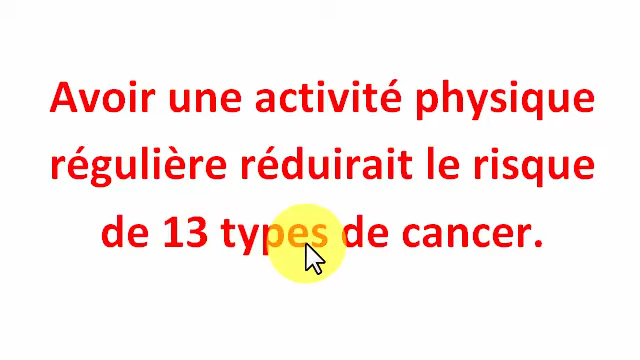 Avoir une activité physique
régulière réduirait le risque
de 13 types de cancer.